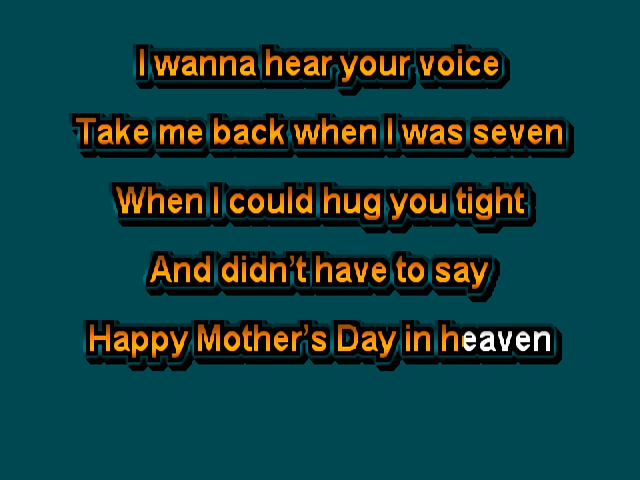 I wanna hear your voice
Take me back when I was seven
When I could hug you tight
And didn’t have to say
Happy Mother’s Day in heaven